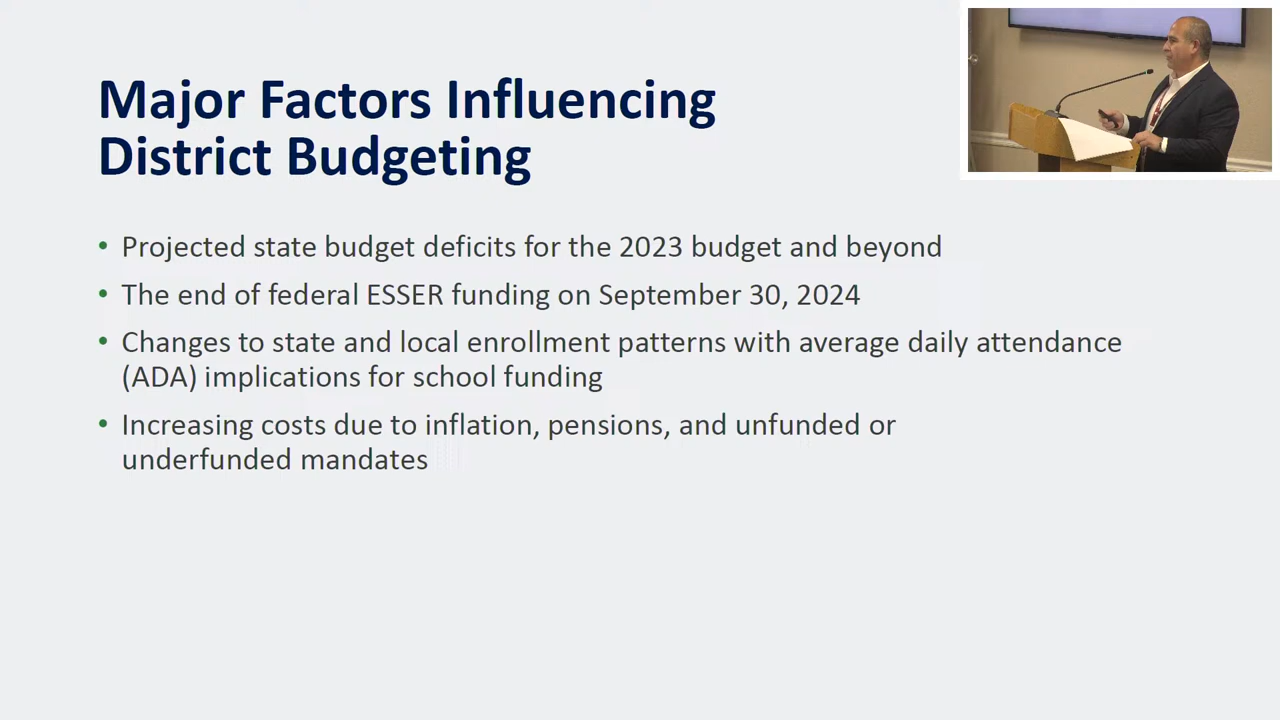 Major Factors Influencing
District Budgeting
• Projected state budget deficits for the 2023 budget and beyond
• The end of federal ESSER funding on September 30, 2024
• Changes to state and local enrollment patterns with average daily attendance
(ADA) implications for school funding
• Increasing costs due to inflation, pensions, and unfunded or
underfunded mandates